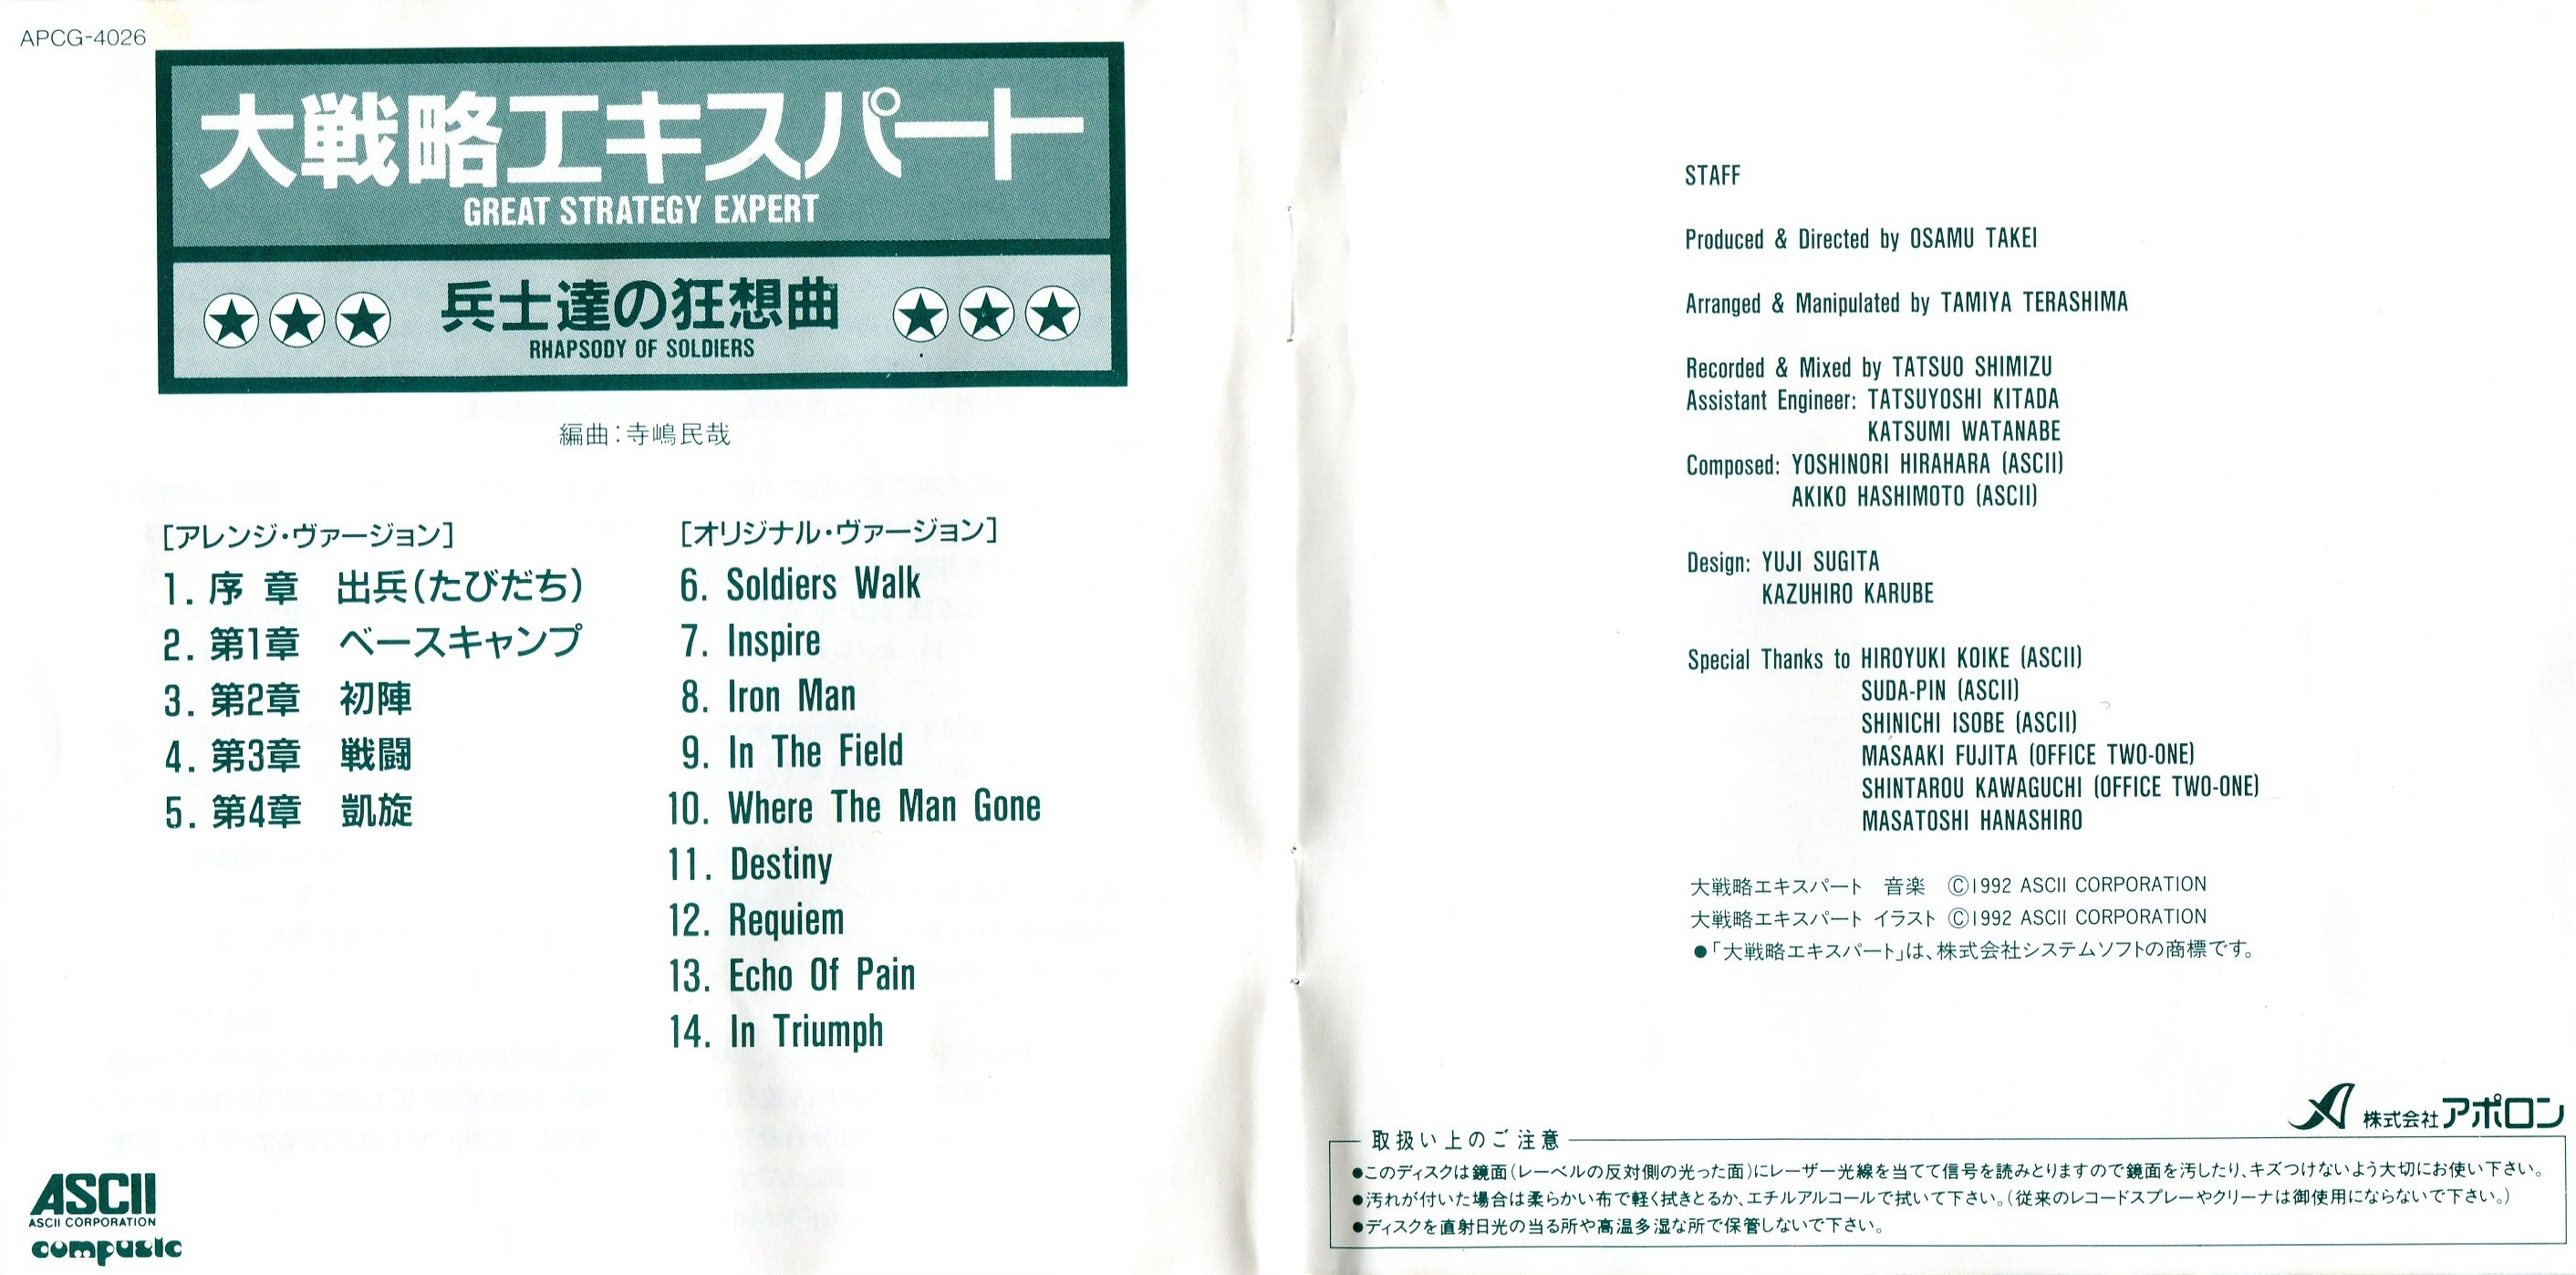 APCG-4026
大戦略エキスパート
GREAT STRATEGY EXPERT
兵士達の狂想曲
RHAPSODY OF SOLDIERS
編曲：寺嶋民哉
［アレンジ・ヴァージョン］
1. 序 章　出兵（たびだち）
2. 第1章　ベースキャンプ
3. 第2章　初陣
4. 第3章　戦闘
5. 第4章　凱旋
［オリジナル・ヴァージョン］
6. Soldiers Walk
7. Inspire
8. Iron Man
9. In The Field
10. Where The Man Gone
11. Destiny
12. Requiem
13. Echo Of Pain
14. In Triumph
ASCII
ASCII CORPORATION
compusic
STAFF
Produced & Directed by OSAMU TAKEI
Arranged & Manipulated by TAMIYA TERASHIMA
Recorded & Mixed by TATSUO SHIMIZU
Assistant Engineer: TATSUYOSHI KITADA
KATSUMI WATANABE
Composed: YOSHINORI HIRAHARA (ASCII)
AKIKO HASHIMOTO (ASCII)
Design: YUJI SUGITA
KAZUHIRO KARUBE
Special Thanks to HIROYUKI KOIKE (ASCII)
SUDA-PIN (ASCII)
SHINICHI ISOBE (ASCII)
MASAAKI FUJITA (OFFICE TWO-ONE)
SHINTAROU KAWAGUCHI (OFFICE TWO-ONE)
MASATOSHI HANASHIRO
大戦略エキスパート　音楽　Ⓒ1992 ASCII CORPORATION
大戦略エキスパート イラスト Ⓒ1992 ASCII CORPORATION
●「大戦略エキスパート」は、株式会社システムソフトの商標です。
株式会社アポロン
取扱い上のご注意
●このディスクは鏡面（レーベルの反対側の光った面）にレーザー光線を当てて信号を読みとりますので鏡面を汚したり、キズつけないよう大切にお使い下さい。
●汚れが付いた場合は柔らかい布で軽く拭きとるか、エチルアルコールで拭いて下さい。（従来のレコードスプレーやクリーナは御使用にならないで下さい。）
●ディスクを直射日光の当る所や高温多湿な所で保管しないで下さい。